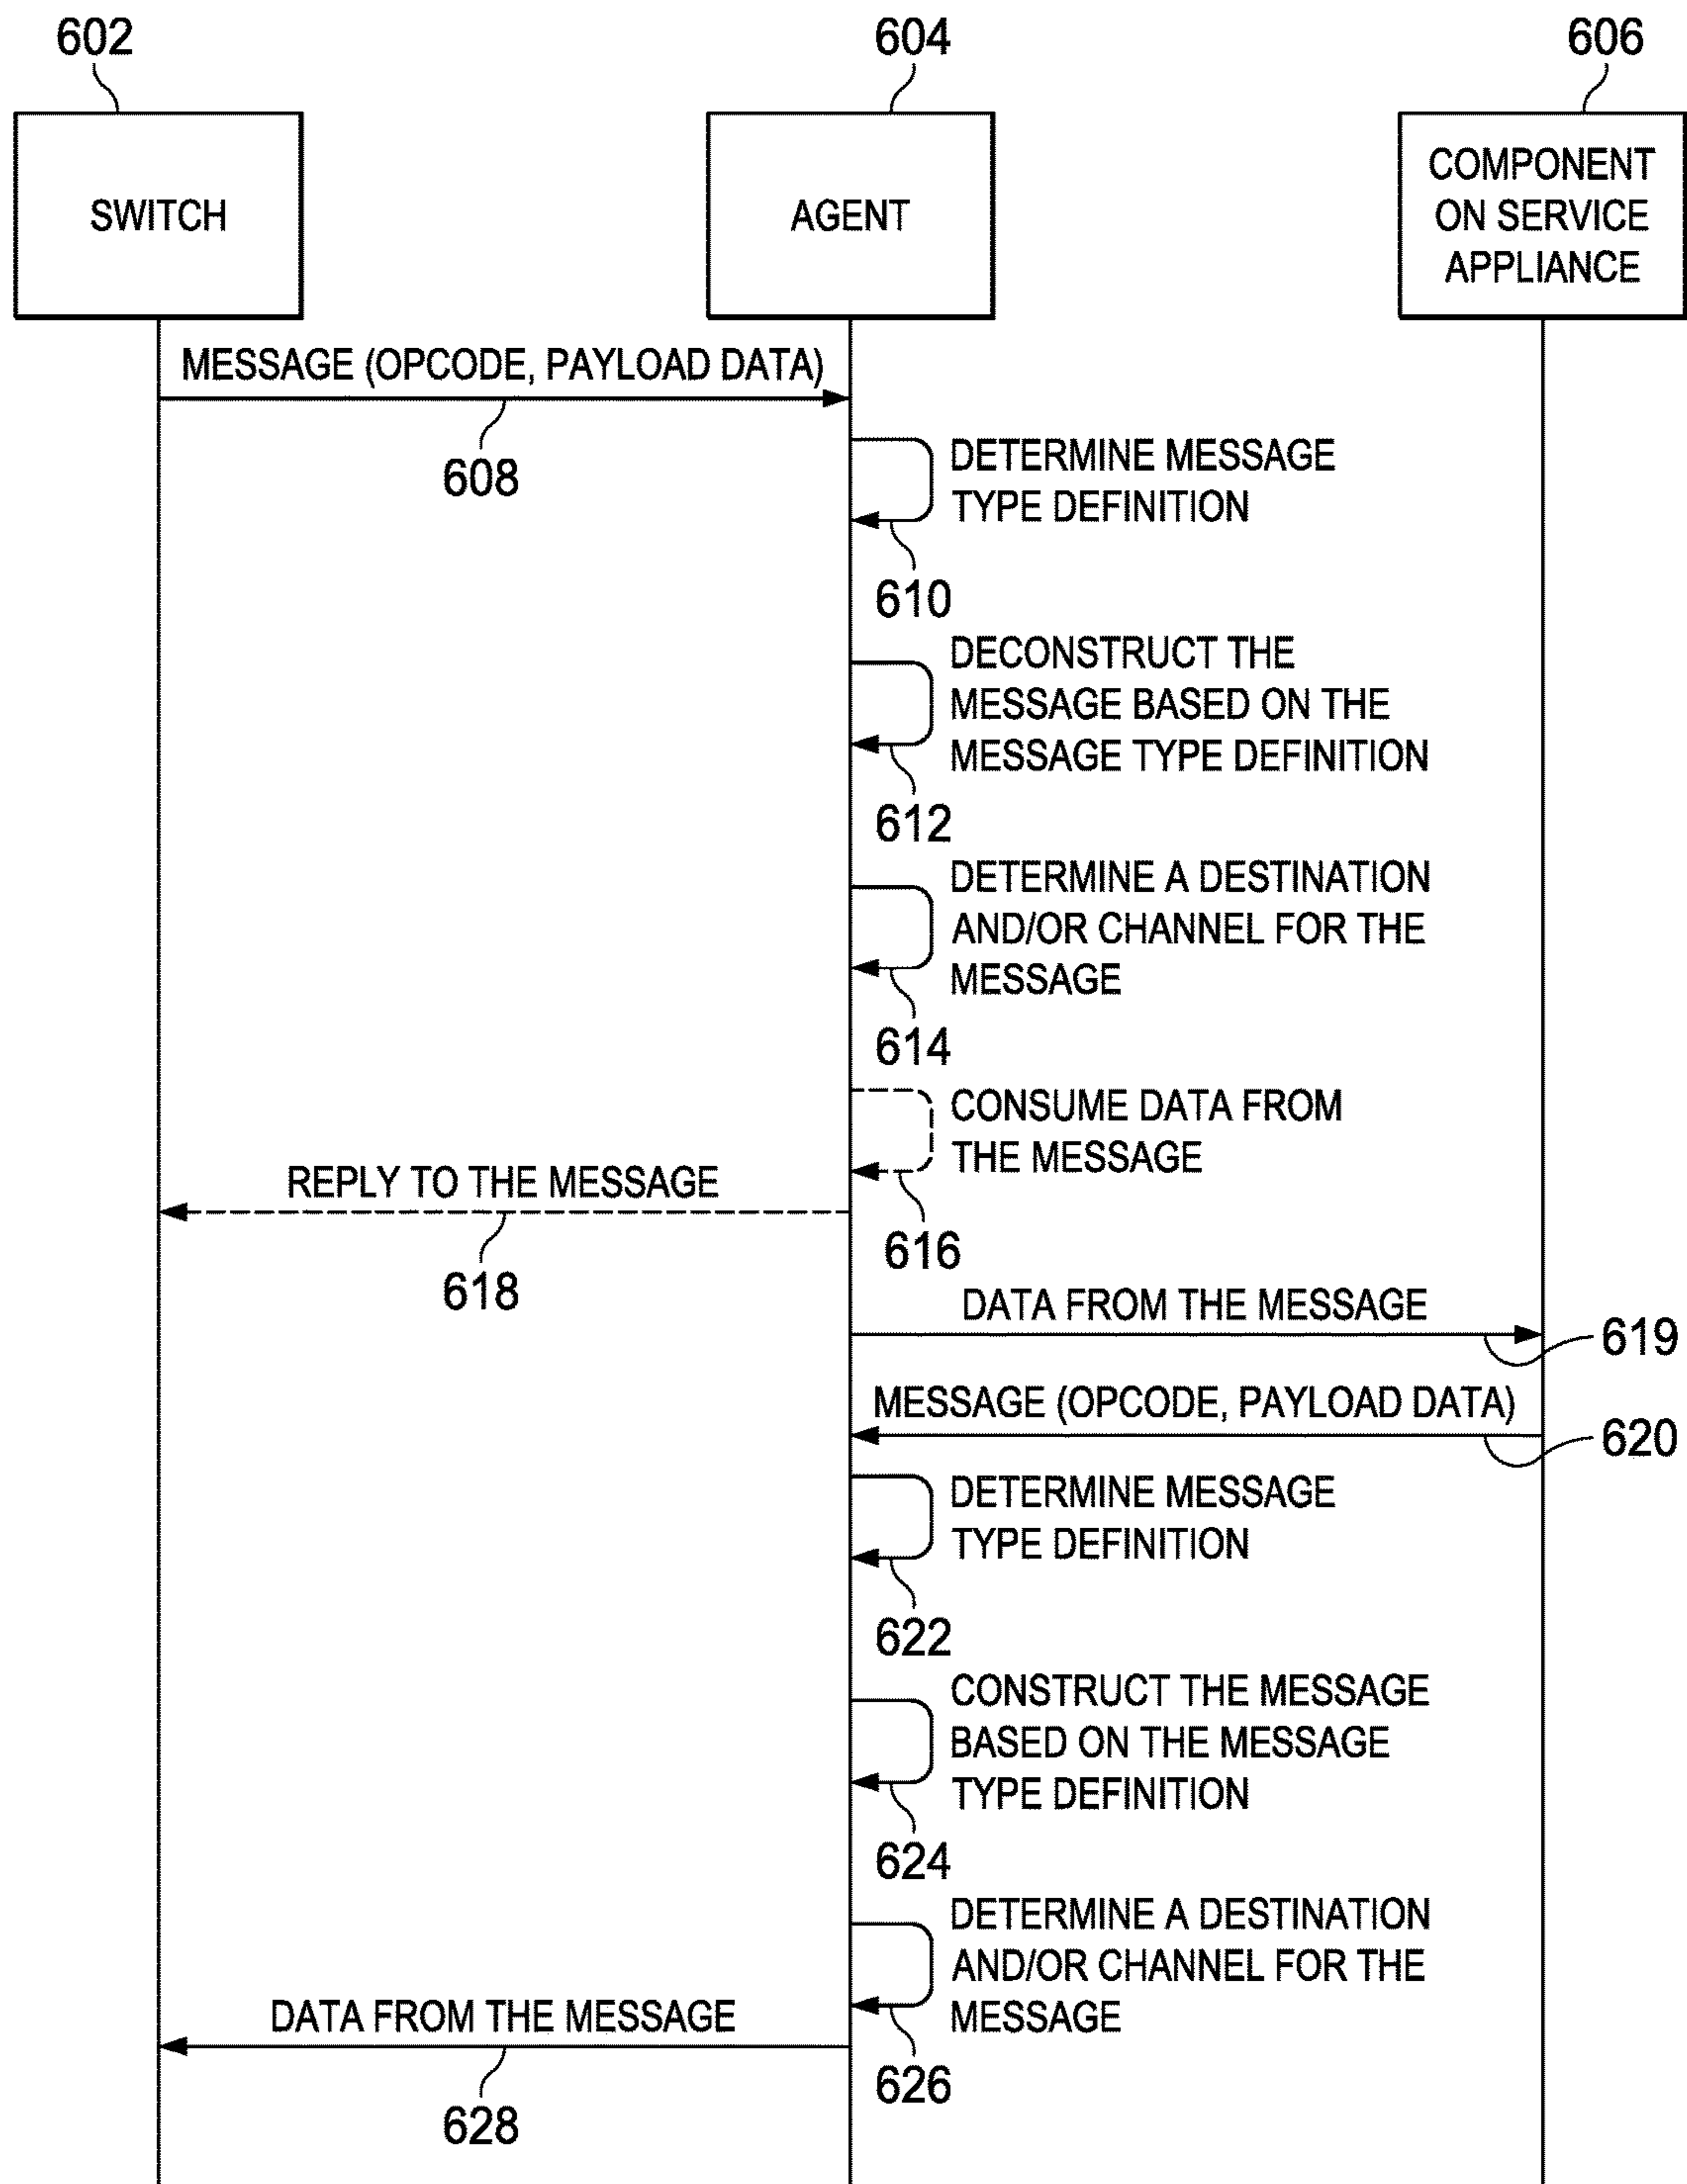 602
604
606
SWITCH
AGENT
COMPONENT
ON SERVICE
APPLIANCE
MESSAGE (OPCODE, PAYLOAD DATA)
608
DETERMINE MESSAGE
TYPE DEFINITION
610
DECONSTRUCT THE
MESSAGE BASED ON THE
MESSAGE TYPE DEFINITION
612
DETERMINE A DESTINATION
AND/OR CHANNEL FOR THE
MESSAGE
614
CONSUME DATA FROM
THE MESSAGE
616
REPLY TO THE MESSAGE
618
DATA FROM THE MESSAGE
619
MESSAGE (OPCODE, PAYLOAD DATA)
620
DETERMINE MESSAGE
TYPE DEFINITION
622
CONSTRUCT THE MESSAGE
BASED ON THE MESSAGE
TYPE DEFINITION
624
DETERMINE A DESTINATION
AND/OR CHANNEL FOR THE
MESSAGE
626
DATA FROM THE MESSAGE
628